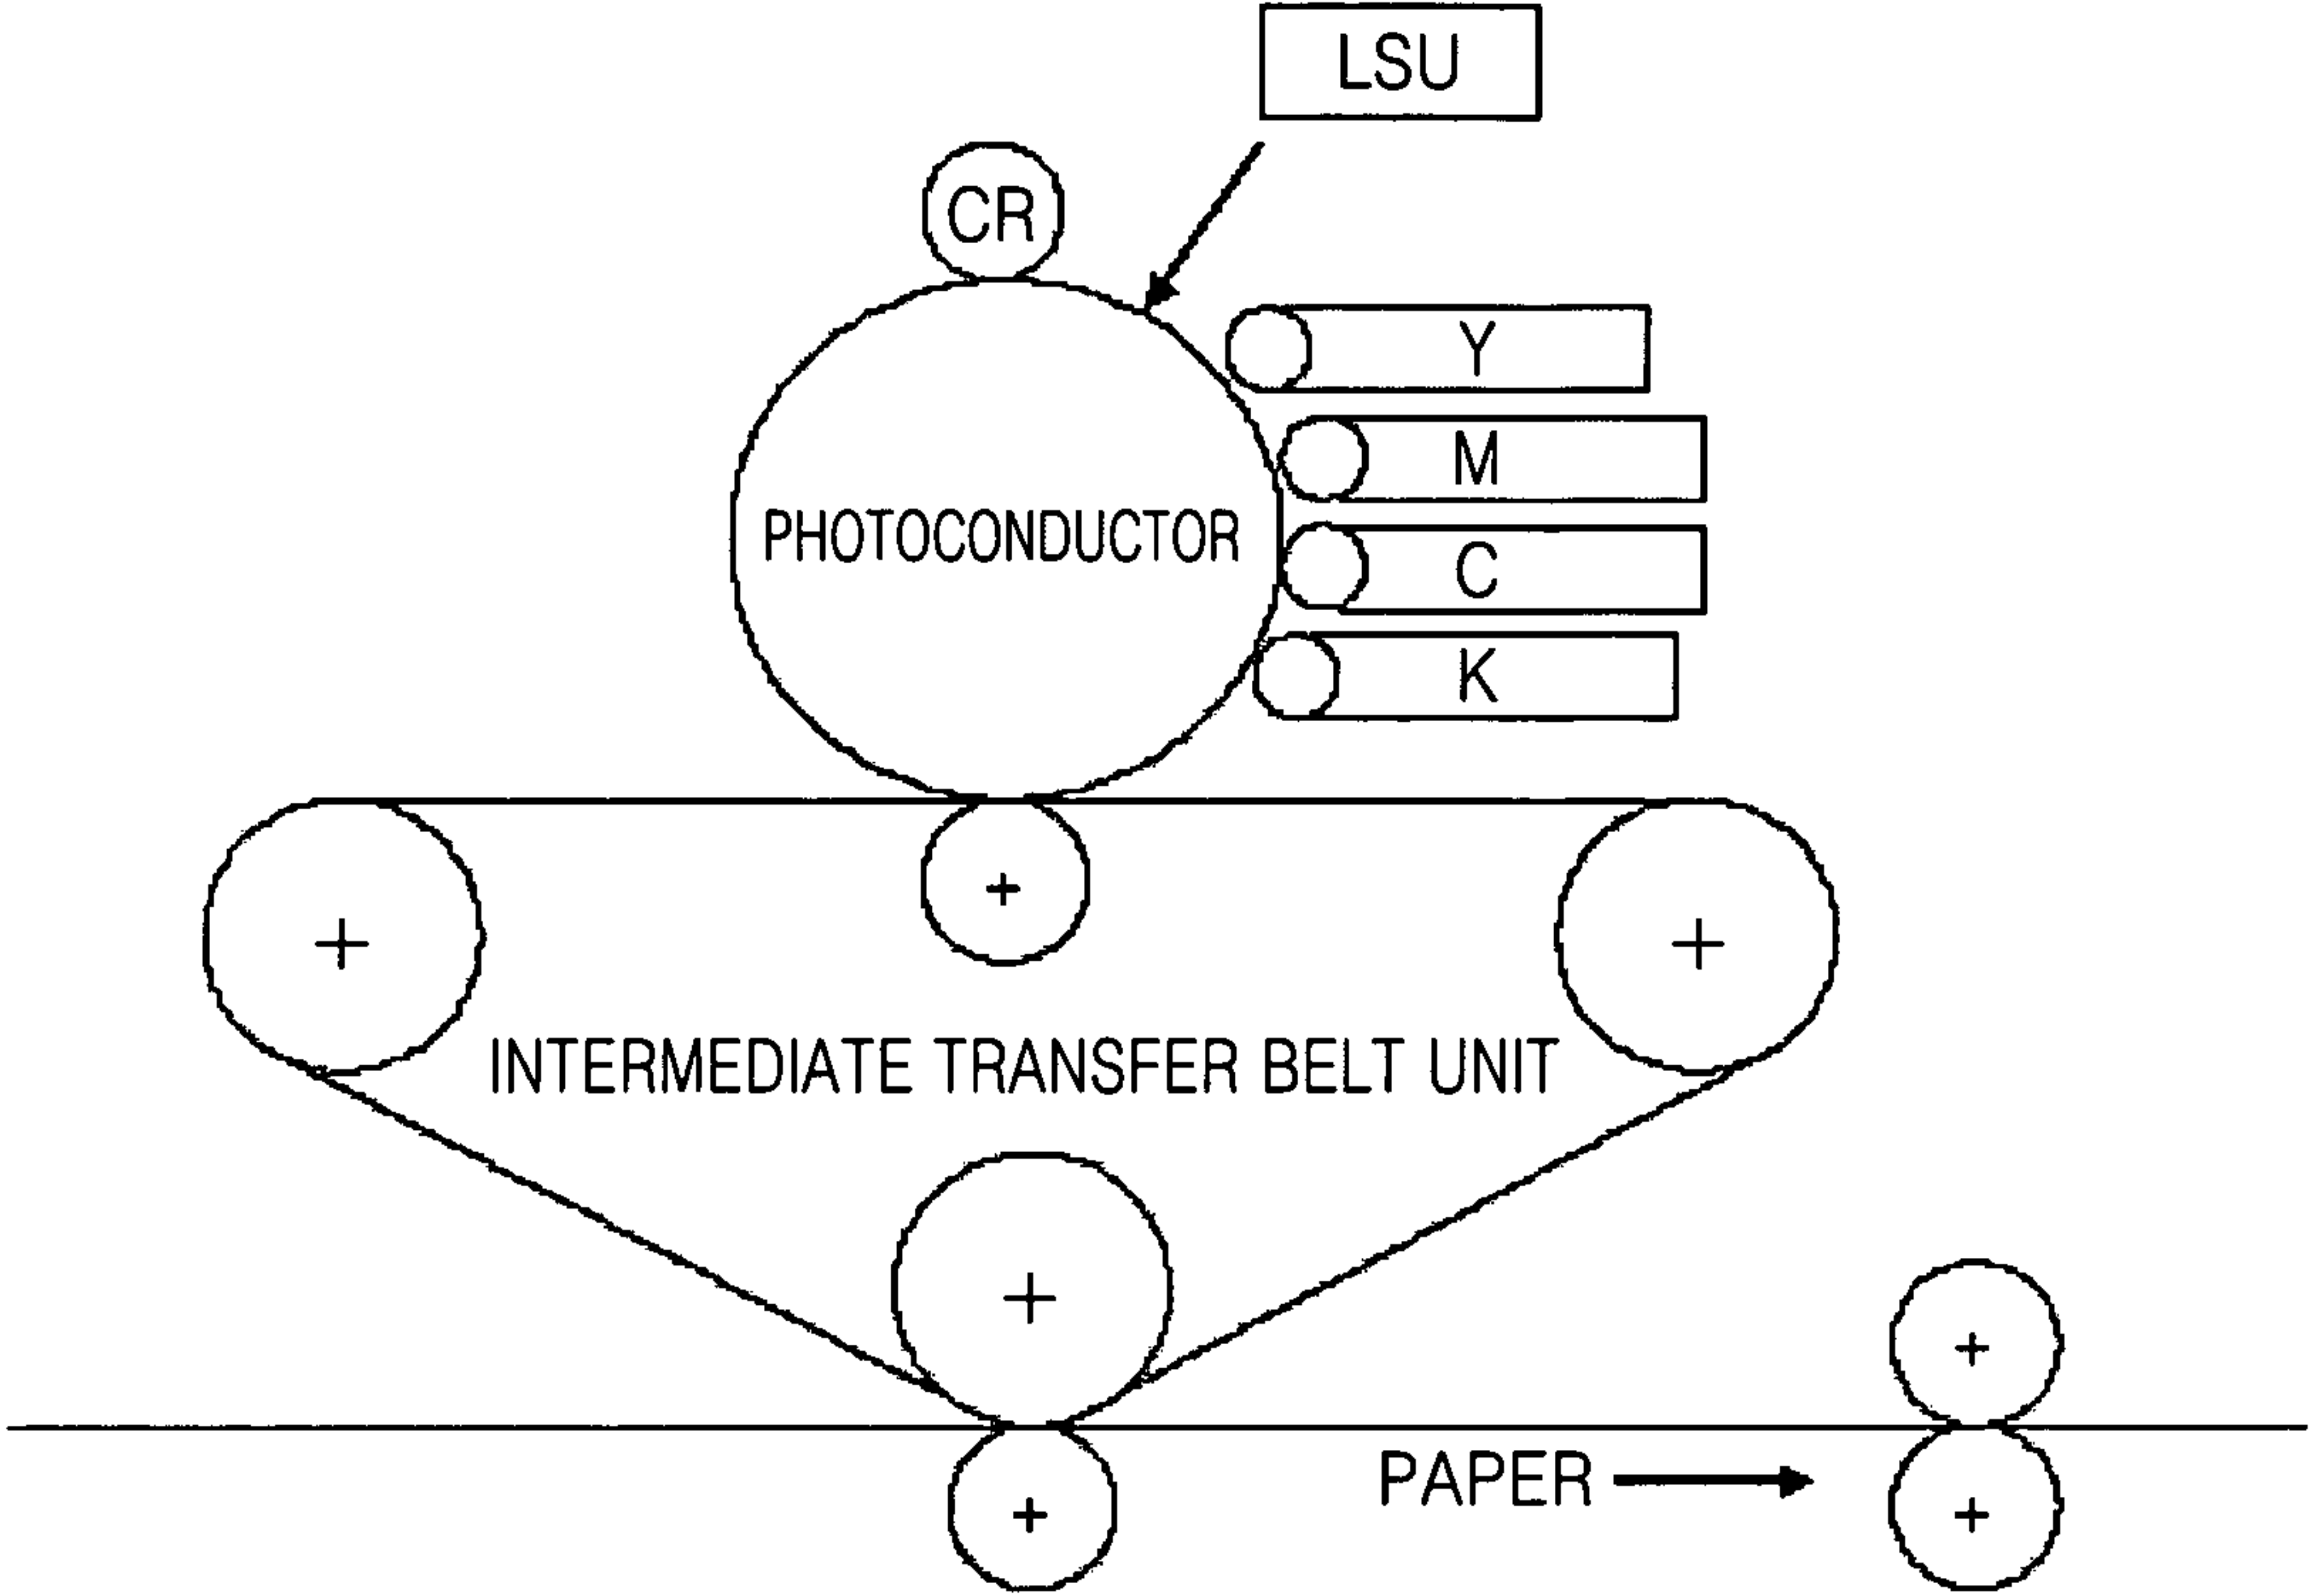 LSU
CR
Y
M
PHOTOCONDUCTOR
C
K
INTERMEDIATE TRANSFER BELT UNIT
PAPER